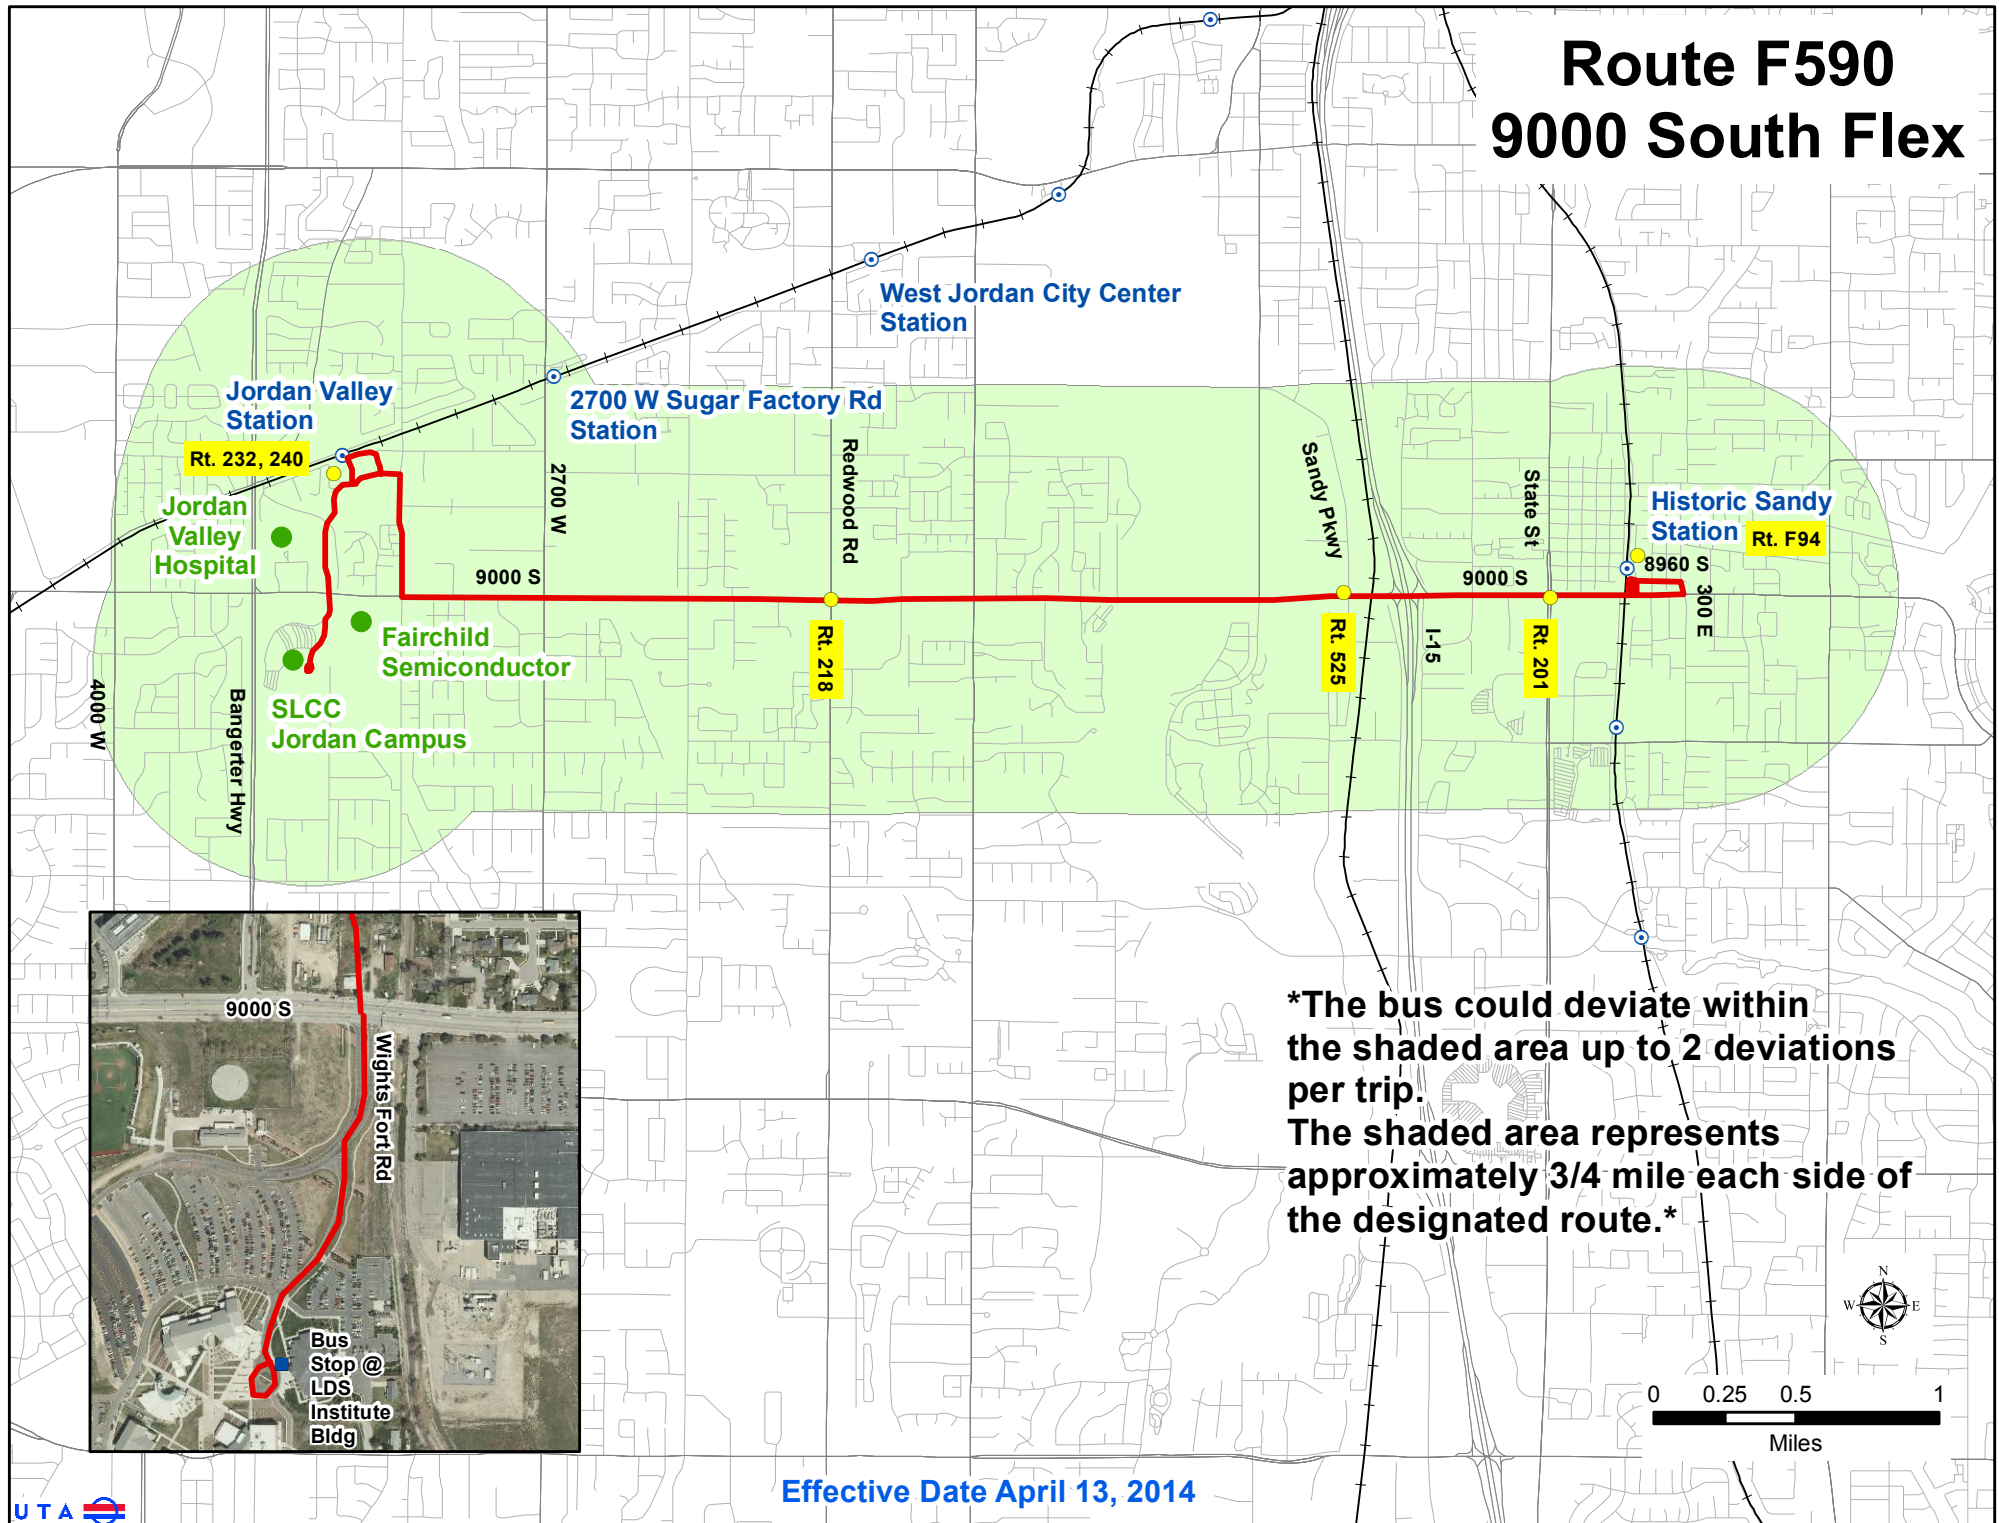 Route F590
9000 South Flex
West Jordan City Center
Station
Jordan Valley
Station
Rt. 232, 240
2700 W Sugar Factory Rd
Station
Jordan
Valley
Hospital
2700 W
Redwood Rd
Sandy Pkwy
State St
Historic Sandy
Station
Rt. F94
8960 S
9000 S
9000 S
300 E
Fairchild
Semiconductor
SLCC
Jordan Campus
4000 W
Bangerter Hwy
Rt. 218
Rt. 525
I-15
Rt. 201
9000 S
Wights Fort Rd
Bus
Stop @
LDS
Institute
Bldg
*The bus could deviate within
the shaded area up to 2 deviations
per trip.
The shaded area represents
approximately 3/4 mile each side of
the designated route.*
N
W
E
S
0 0.25 0.5 1
Miles
Effective Date April 13, 2014
UTA